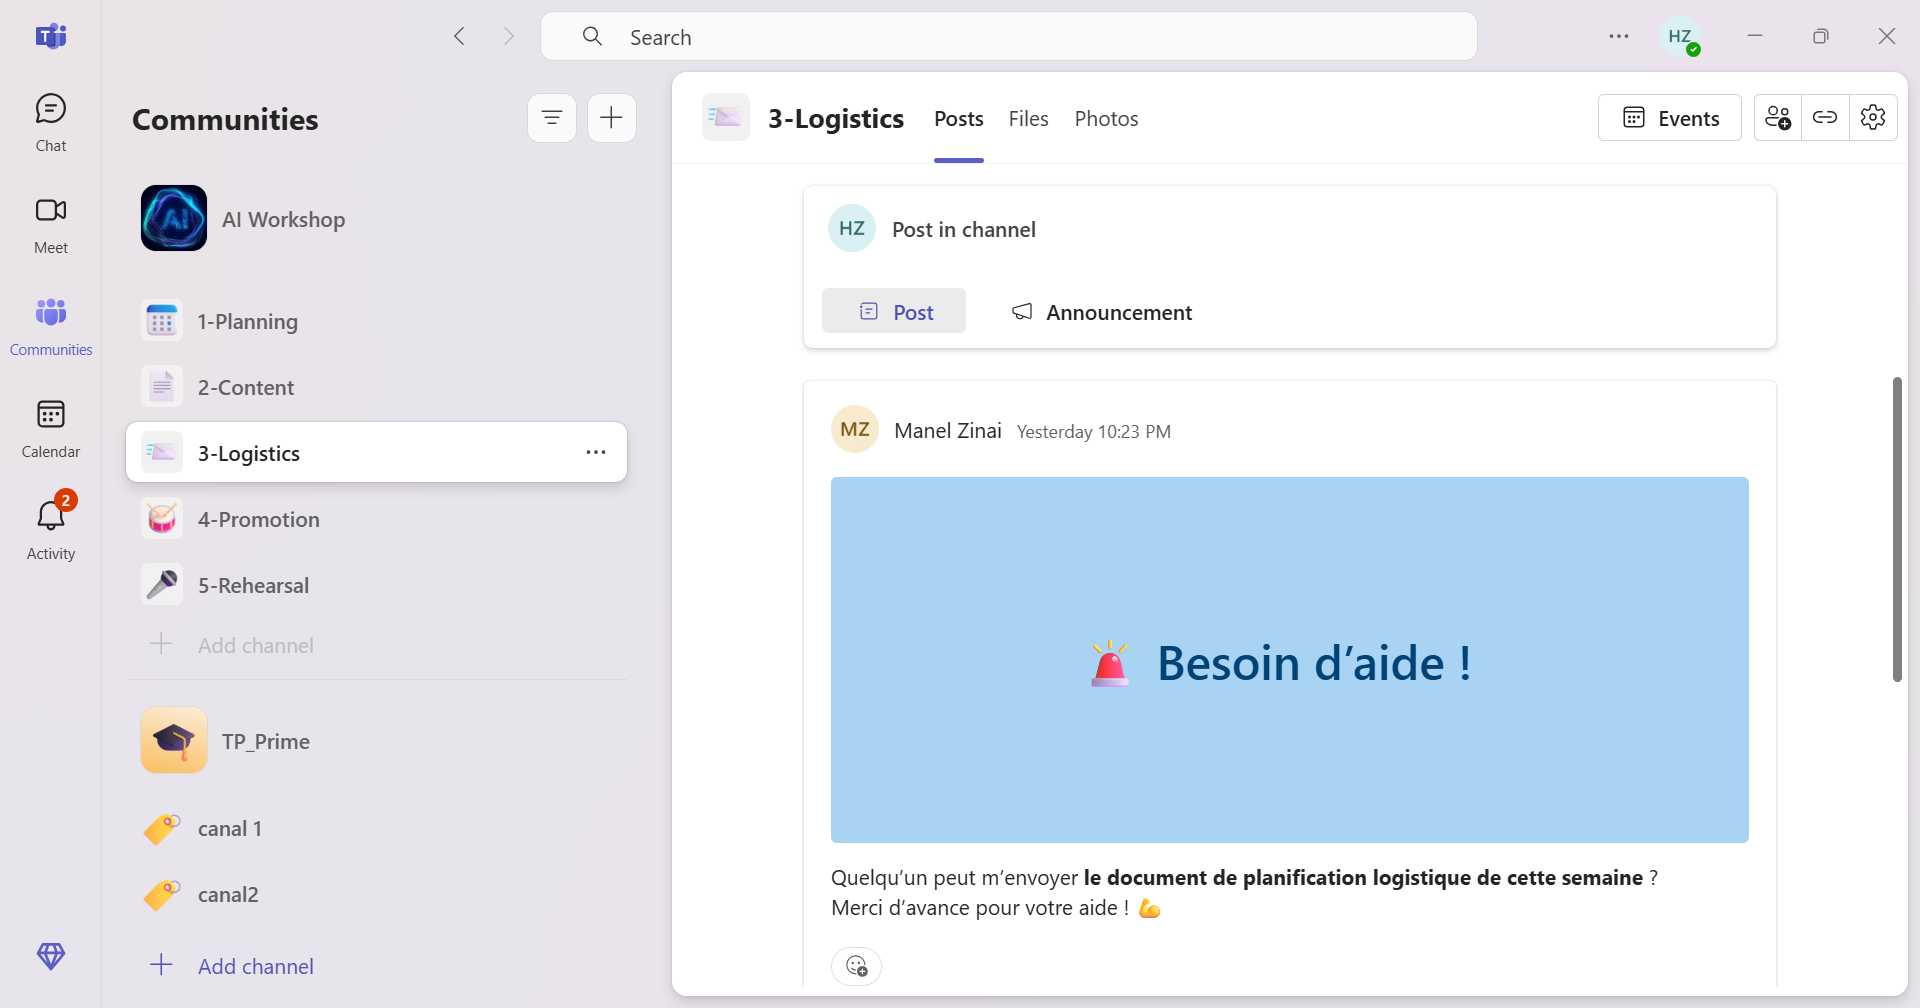 Search
HZ
Chat
Meet
Communities
Calendar
2
Activity
Communities
AI
AI Workshop
1-Planning
2-Content
3-Logistics
4-Promotion
5-Rehearsal
Add channel
TP_Prime
canal 1
canal2
Add channel
3-Logistics
Posts
Files
Photos
Events
HZ
Post in channel
Post
Announcement
MZ
Manel Zinai
Yesterday 10:23 PM
🚨 Besoin d’aide !
Quelqu’un peut m’envoyer le document de planification logistique de cette semaine ?
Merci d’avance pour votre aide ! 💪